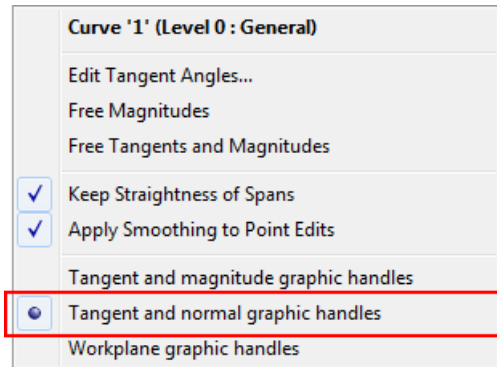 Curve '1' (Level 0 : General)
Edit Tangent Angles...
Free Magnitudes
Free Tangents and Magnitudes
Keep Straightness of Spans
Apply Smoothing to Point Edits
Tangent and magnitude graphic handles
Tangent and normal graphic handles
Workplane graphic handles